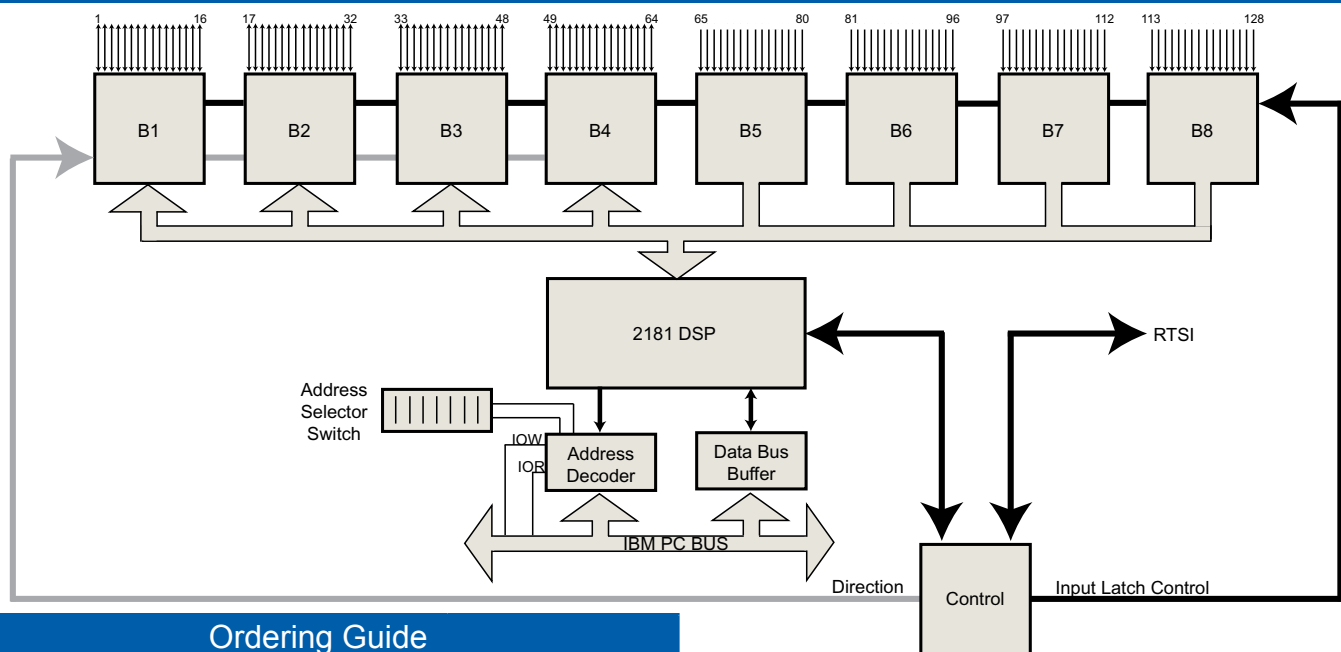 1 16 17 32 33 48 49 64 65 80 81 96 97 112 113 128
B1 B2 B3 B4 B5 B6 B7 B8
2181 DSP
RTSI
Address
Selector
Switch
IOW
IOR
Address
Decoder
Data Bus
Buffer
IBM PC BUS
Direction
Control
Input Latch Control
Ordering Guide